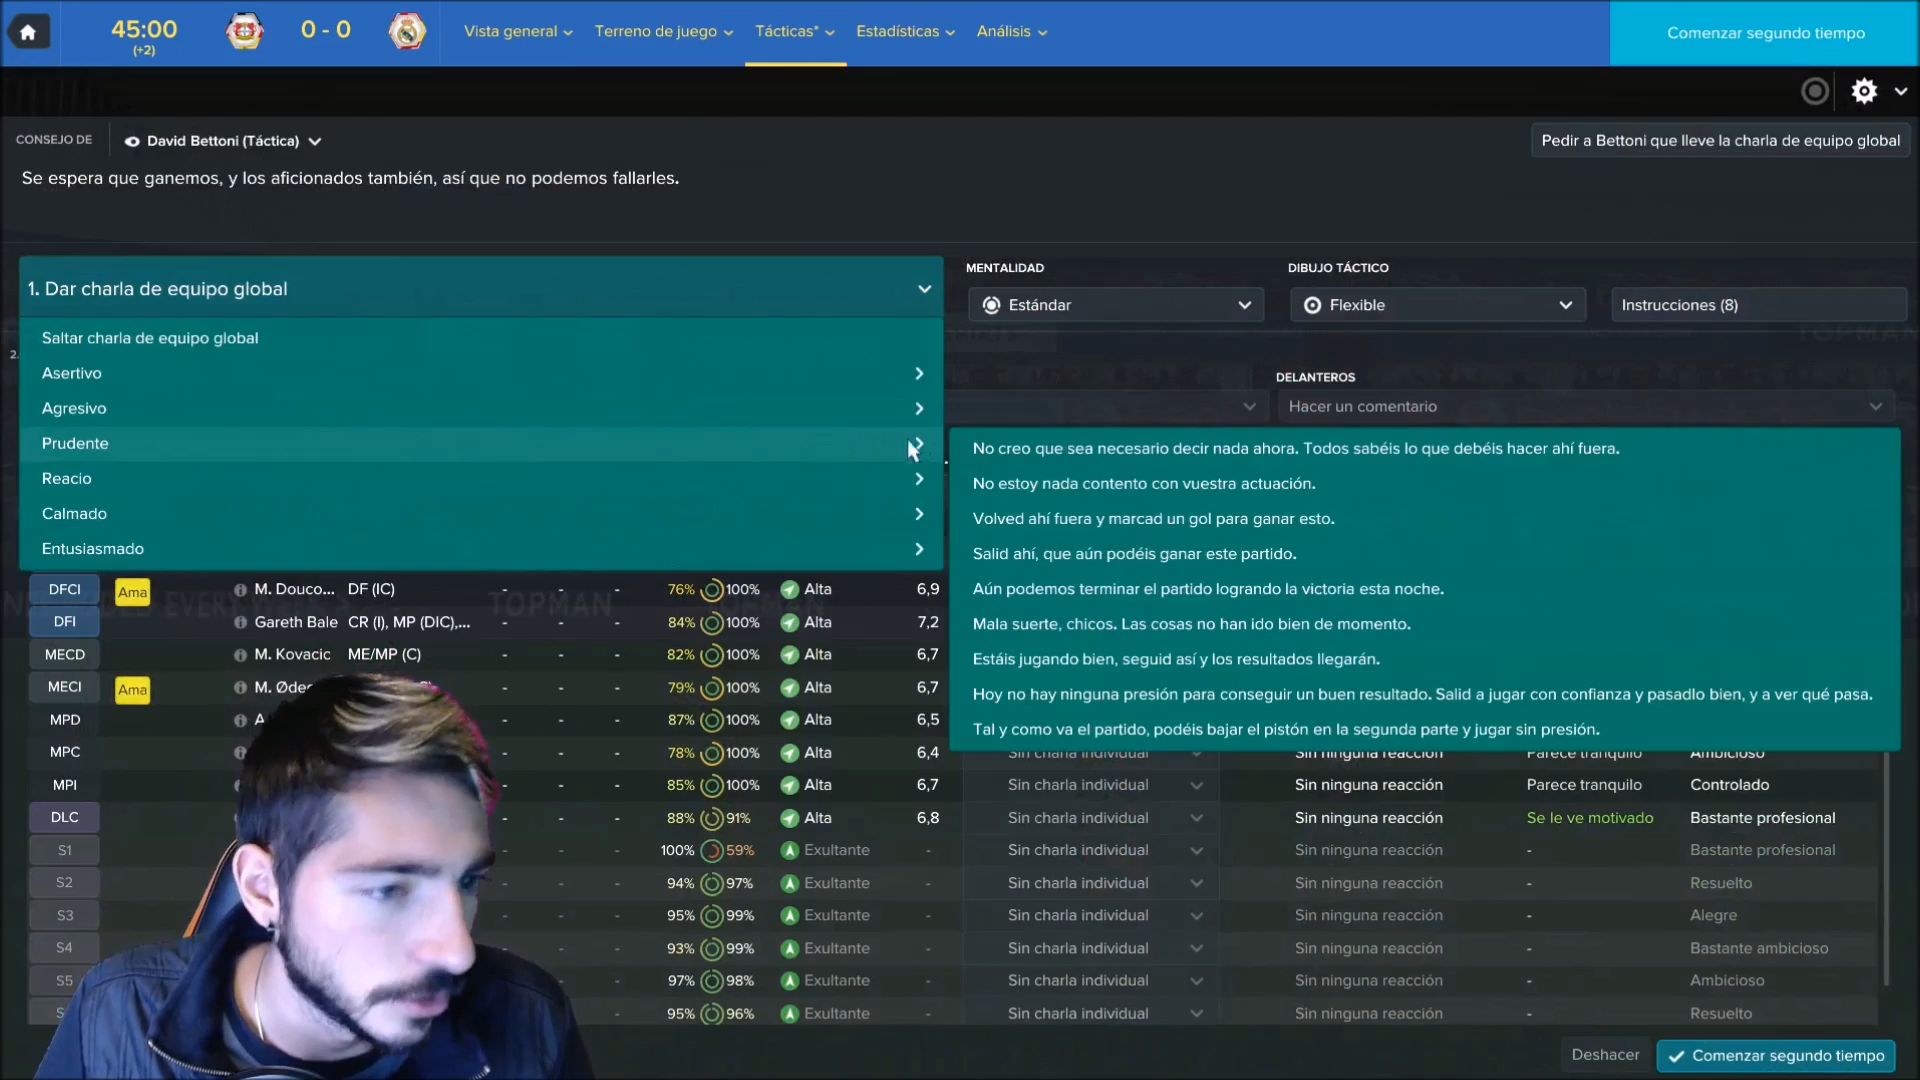 45:00
(+2)
0 - 0
Vista general
Terreno de juego
Tácticas*
Estadísticas
Análisis
Comenzar segundo tiempo
CONSEJO DE
David Bettoni (Táctica)
Pedir a Bettoni que lleve la charla de equipo global
Se espera que ganemos, y los aficionados también, así que no podemos fallarles.
1. Dar charla de equipo global
MENTALIDAD
DIBUJO TÁCTICO
Estándar
Flexible
Instrucciones (8)
Saltar charla de equipo global
Asertivo
Agresivo
Prudente
Reacio
Calmado
Entusiasmado
DELANTEROS
Hacer un comentario
No creo que sea necesario decir nada ahora. Todos sabéis lo que debéis hacer ahí fuera.
No estoy nada contento con vuestra actuación.
Volved ahí fuera y marcad un gol para ganar esto.
Salid ahí, que aún podéis ganar este partido.
Aún podemos terminar el partido logrando la victoria esta noche.
Mala suerte, chicos. Las cosas no han ido bien de momento.
Estáis jugando bien, seguid así y los resultados llegarán.
Hoy no hay ninguna presión para conseguir un buen resultado. Salid a jugar con confianza y pasadlo bien, y a ver qué pasa.
Tal y como va el partido, podéis bajar el pistón en la segunda parte y jugar sin presión.
DFCI Ama M. Douco... DF (IC) - - - 76% 100% Alta 6,9
DFI Gareth Bale CR (I), MP (DIC),... - - - 84% 100% Alta 7,2
MECD M. Kovacic ME/MP (C) - - - 82% 100% Alta 6,7
MECI Ama - - - 79% 100% Alta 6,7
MPD - - - 87% 100% Alta 6,5
MPC - - - 78% 100% Alta 6,4 Sin charla individual Sin ninguna reacción Parece tranquilo Ambicioso
MPI - - - 85% 100% Alta 6,7 Sin charla individual Sin ninguna reacción Parece tranquilo Controlado
DLC - - - 88% 91% Alta 6,8 Sin charla individual Sin ninguna reacción Se le ve motivado Bastante profesional
S1 - - - 100% 59% Exultante - Sin charla individual Sin ninguna reacción - Bastante profesional
S2 - - - 94% 97% Exultante - Sin charla individual Sin ninguna reacción - Resuelto
S3 - - - 95% 99% Exultante - Sin charla individual Sin ninguna reacción - Alegre
S4 - - - 93% 99% Exultante - Sin charla individual Sin ninguna reacción - Bastante ambicioso
S5 - - - 97% 98% Exultante - Sin charla individual Sin ninguna reacción - Ambicioso
- - 95% 96% Exultante - Sin charla individual Sin ninguna reacción - Resuelto
Deshacer
Comenzar segundo tiempo